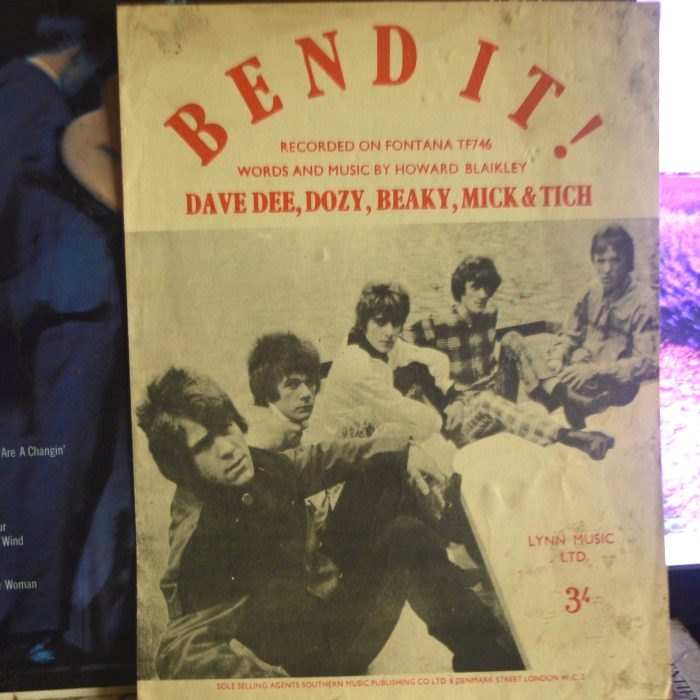 BEND IT!
RECORDED ON FONTANA TF746
WORDS AND MUSIC BY HOWARD BLAIKLEY
DAVE DEE, DOZY, BEAKY, MICK & TICH
LYNN MUSIC
LTD.
3/-
SOLE SELLING AGENTS SOUTHERN MUSIC PUBLISHING CO LTD 8 DENMARK STREET LONDON W.C.2
Are A Changin'
Wind
Woman